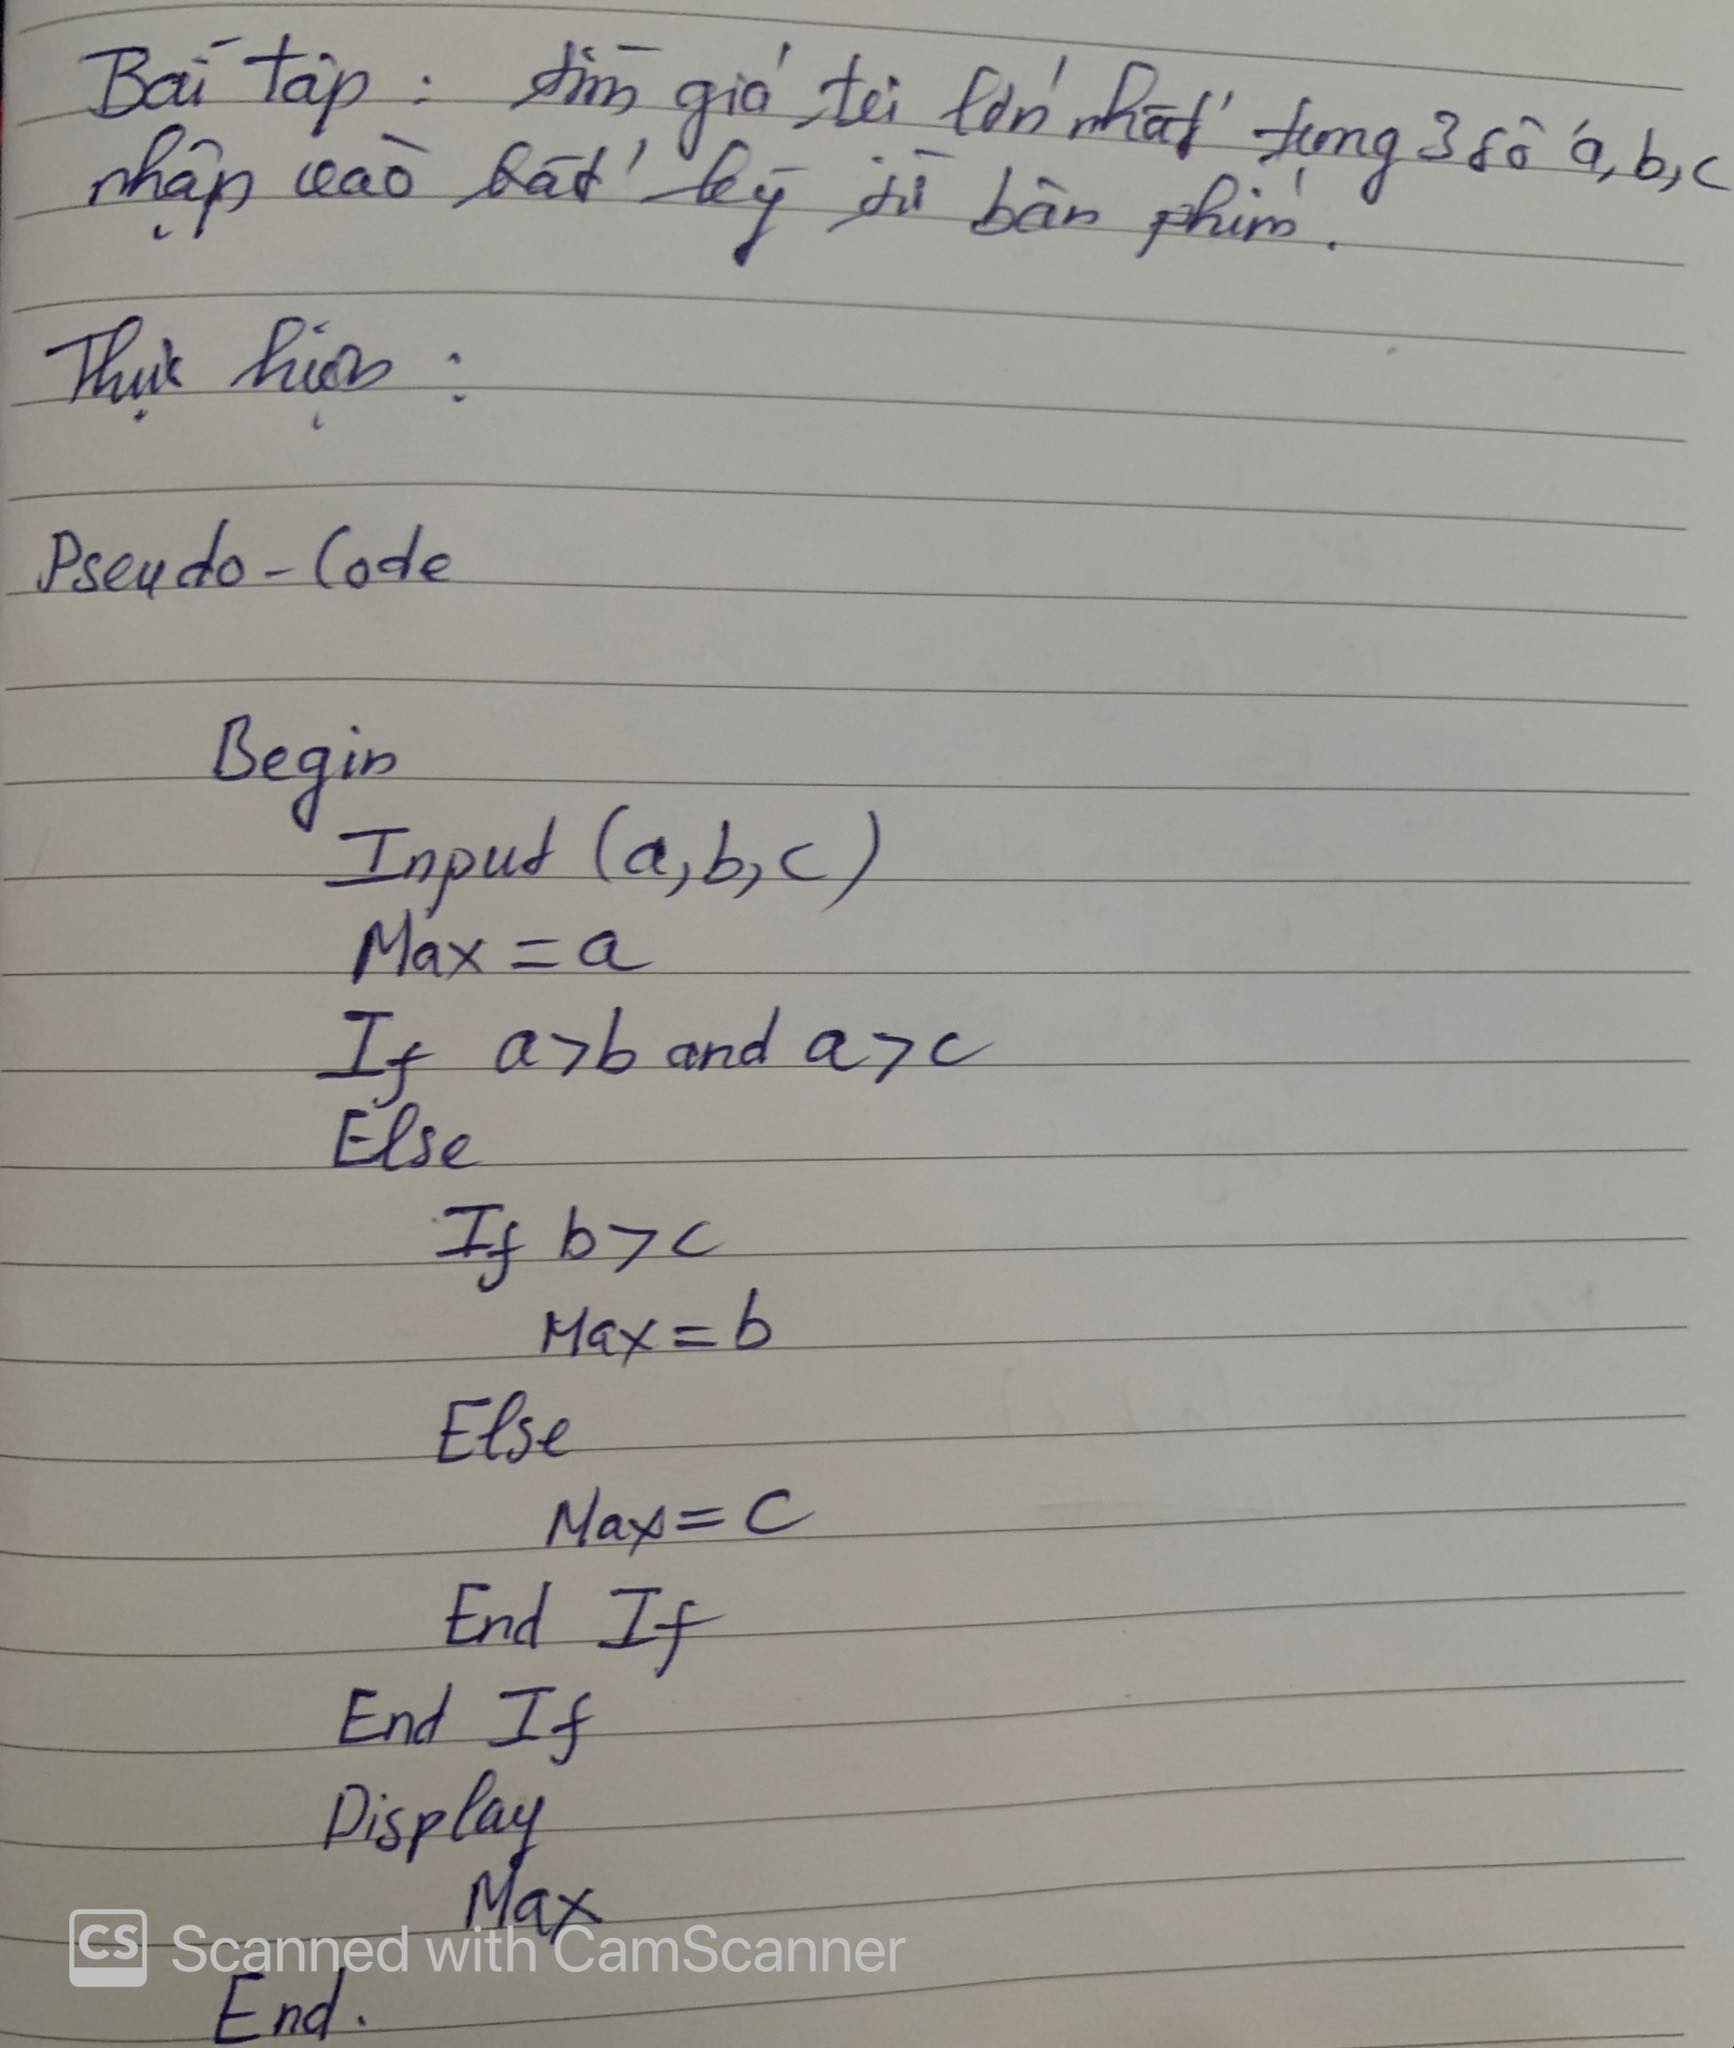 Bài tập : tìm giá trị lớn nhất trong 3 số a, b, c
nhập vào bất kỳ từ bàn phím.
Thực hiện :
Pseudo-Code
Begin
Input (a, b, c)
Max = a
If a > b and a > c
Else
If b > c
Max = b
Else
Max = c
End If
End If
Display
Max
CS Scanned with CamScanner
End.